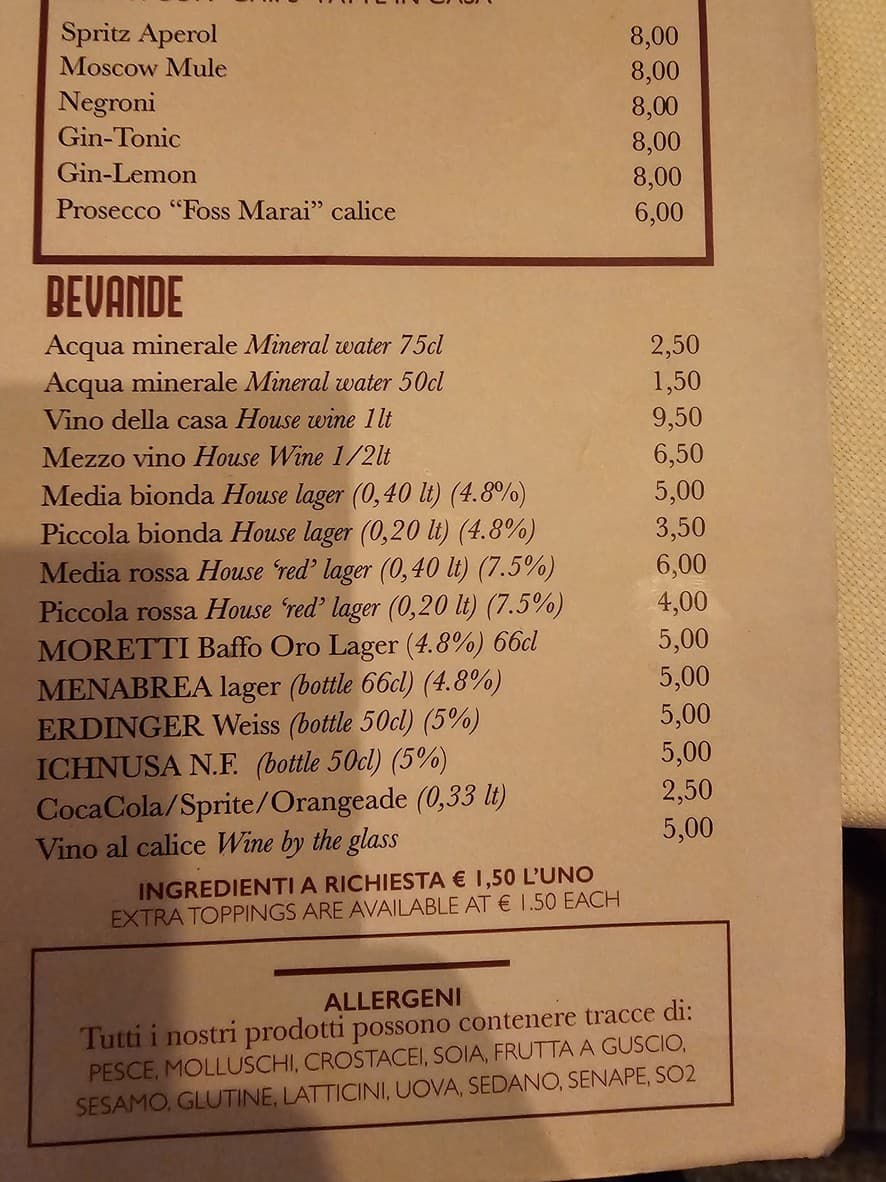 FATTE IN CASA
Spritz Aperol 8,00
Moscow Mule 8,00
Negroni 8,00
Gin-Tonic 8,00
Gin-Lemon 8,00
Prosecco “Foss Marai” calice 6,00
BEVANDE
Acqua minerale Mineral water 75cl 2,50
Acqua minerale Mineral water 50cl 1,50
Vino della casa House wine 1lt 9,50
Mezzo vino House Wine 1/2lt 6,50
Media bionda House lager (0,40 lt) (4.8%) 5,00
Piccola bionda House lager (0,20 lt) (4.8%) 3,50
Media rossa House ‘red’ lager (0,40 lt) (7.5%) 6,00
Piccola rossa House ‘red’ lager (0,20 lt) (7.5%) 4,00
MORETTI Baffo Oro Lager (4.8%) 66cl 5,00
MENABREA lager (bottle 66cl) (4.8%) 5,00
ERDINGER Weiss (bottle 50cl) (5%) 5,00
ICHNUSA N.F. (bottle 50cl) (5%) 5,00
CocaCola/Sprite/Orangeade (0,33 lt) 2,50
Vino al calice Wine by the glass 5,00
INGREDIENTI A RICHIESTA € 1,50 L’UNO
EXTRA TOPPINGS ARE AVAILABLE AT € 1.50 EACH
ALLERGENI
Tutti i nostri prodotti possono contenere tracce di:
PESCE, MOLLUSCHI, CROSTACEI, SOIA, FRUTTA A GUSCIO,
SESAMO, GLUTINE, LATTICINI, UOVA, SEDANO, SENAPE, SO2